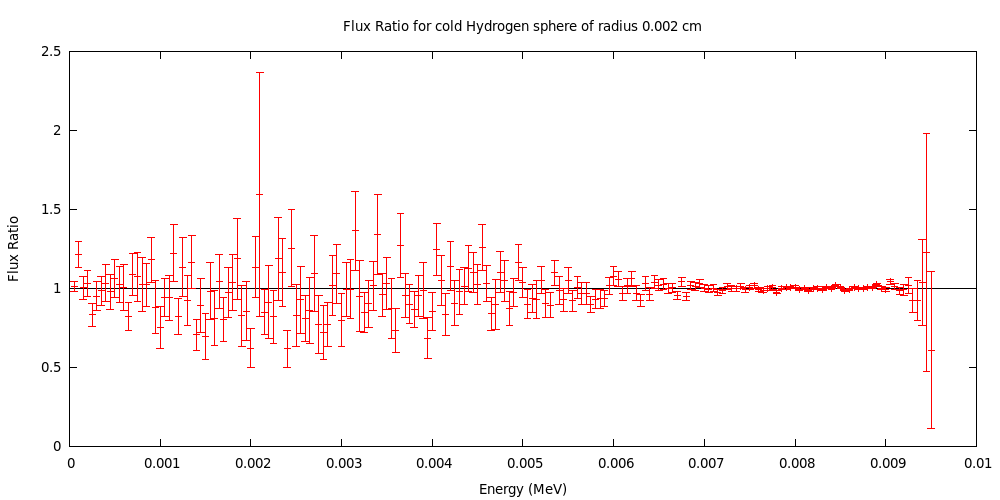 Flux Ratio for cold Hydrogen sphere of radius 0.002 cm
2.5
2
1.5
1
0.5
0
Flux Ratio
0 0.001 0.002 0.003 0.004 0.005 0.006 0.007 0.008 0.009 0.01
Energy (MeV)